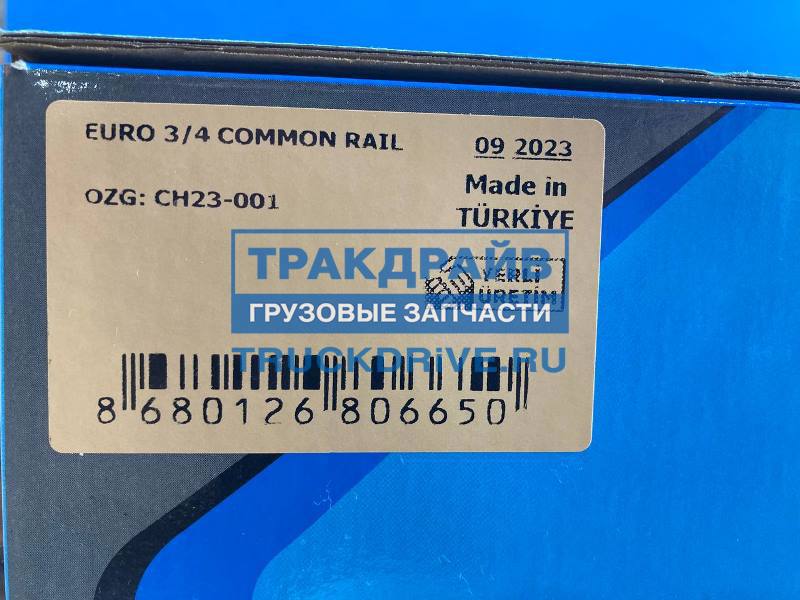 EURO 3/4 COMMON RAIL
09 2023
OZG: CH23-001
Made in
TÜRKİYE
ТРАКДРАЙВ
YERLİ
ÜRETİM
ГРУЗОВЫЕ ЗАПЧАСТИ
TRUCKDRIVE.RU
8 680126 806650